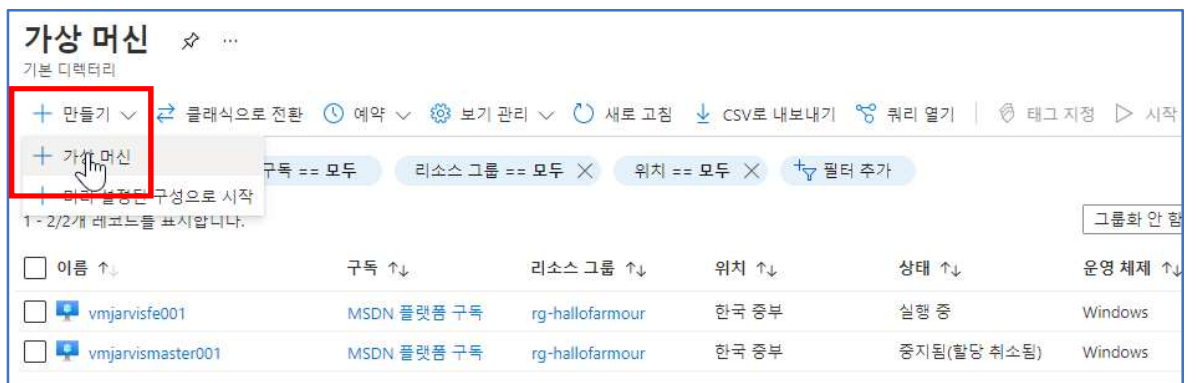 가상 머신 ...
기본 디렉터리
+ 만들기 클래식으로 전환 예약 보기 관리 새로 고침 CSV로 내보내기 쿼리 열기 태그 지정 시작
+ 가상 머신 구독 == 모두 리소스 그룹 == 모두 위치 == 모두 필터 추가
+ 미리 설정된 구성으로 시작
1 - 2/2개 레코드를 표시합니다. 그룹화 안 함
이름 ↑↓ 구독 ↑↓ 리소스 그룹 ↑↓ 위치 ↑↓ 상태 ↑↓ 운영 체제 ↑↓
vmjarvisfe001 MSDN 플랫폼 구독 rg-hallofarmour 한국 중부 실행 중 Windows
vmjarvismaster001 MSDN 플랫폼 구독 rg-hallofarmour 한국 중부 중지됨(할당 취소됨) Windows